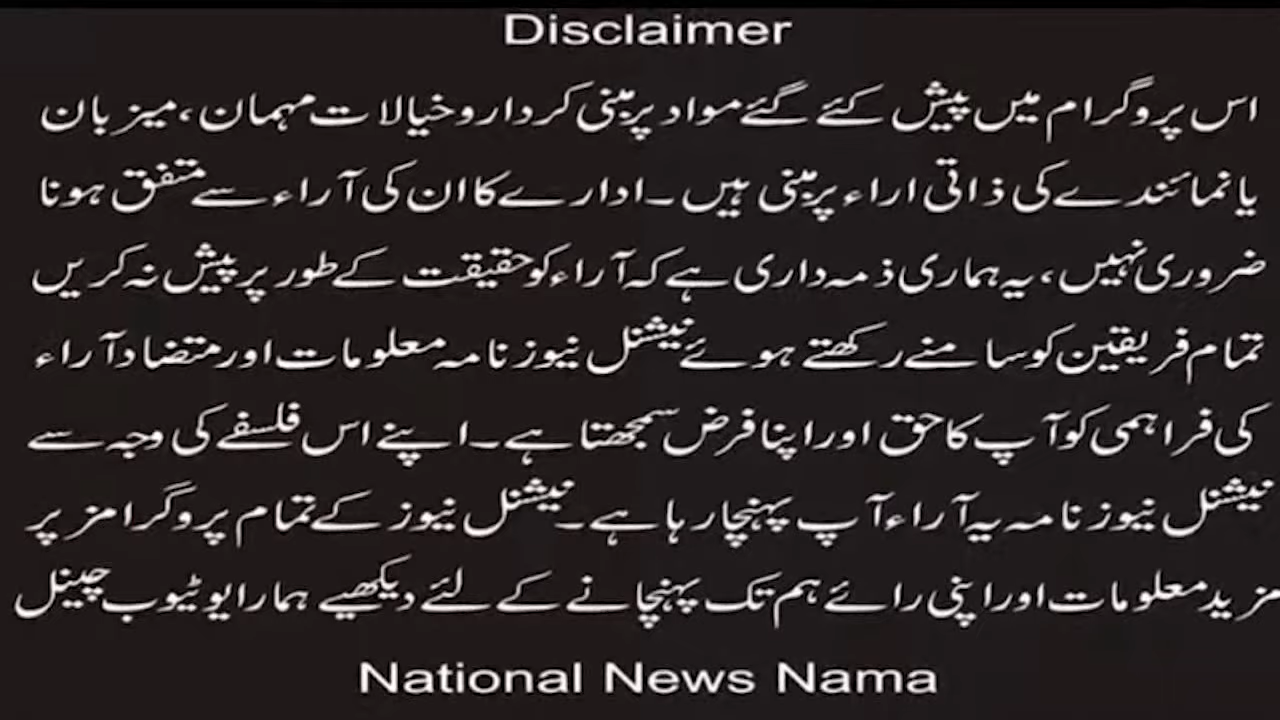 Disclaimer
اس پروگرام میں پیش کئے گئے مواد پر مبنی کردار و خیالات مہمان، میزبان
یا نمائندے کی ذاتی اراء پر مبنی ہیں۔ ادارے کا ان کی آراء سے متفق ہونا
ضروری نہیں، یہ ہماری ذمہ داری ہے کہ آراء کو حقیقت کے طور پر پیش نہ کریں
تمام فریقین کو سامنے رکھتے ہوئے نیشنل نیوز نامہ معلومات اور متضاد آراء
کی فراہمی کو آپ کا حق اور اپنا فرض سمجھتا ہے۔ اپنے اس فلسفے کی وجہ سے
نیشنل نیوز نامہ یہ آراء آپ پہنچا رہا ہے۔ نیشنل نیوز کے تمام پروگرامز پر
مزید معلومات اور اپنی رائے ہم تک پہنچانے کے لئے دیکھیے ہمارا یوٹیوب چینل
National News Nama